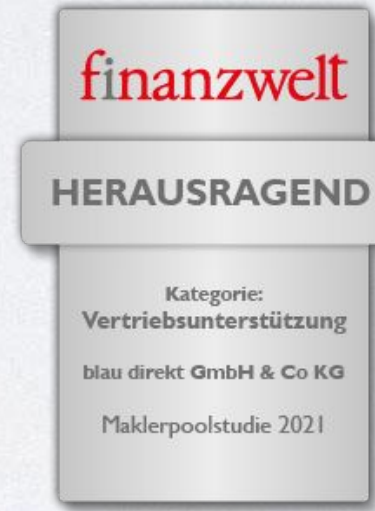 finanzwelt
HERAUSRAGEND
Kategorie:
Vertriebsunterstützung
blau direkt GmbH & Co KG
Maklerpoolstudie 2021